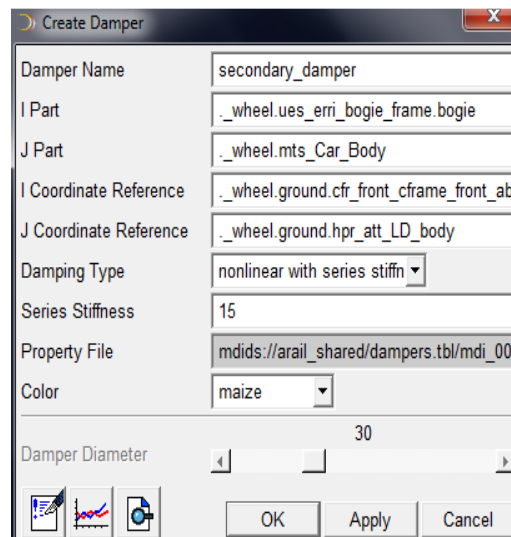 Create Damper
Damper Name secondary_damper
I Part ._wheel.ues_erri_bogie_frame.bogie
J Part ._wheel.mts_Car_Body
I Coordinate Reference ._wheel.ground.cfr_front_cframe_front_ab
J Coordinate Reference ._wheel.ground.hpr_att_LD_body
Damping Type nonlinear with series stiffn
Series Stiffness 15
Property File mdids://arail_shared/dampers.tbl/mdi_00
Color maize
30
Damper Diameter
OK Apply Cancel